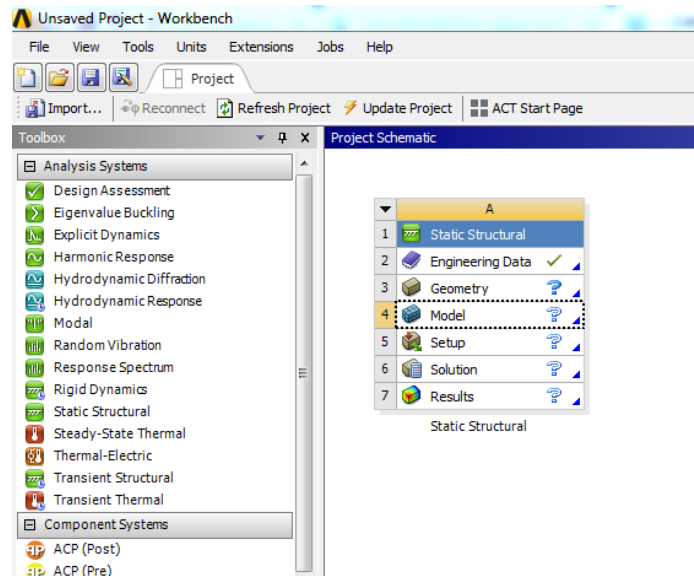 Unsaved Project - Workbench
File View Tools Units Extensions Jobs Help
Project
Import... Reconnect Refresh Project Update Project ACT Start Page
Toolbox
Project Schematic
Analysis Systems
Design Assessment
Eigenvalue Buckling
Explicit Dynamics
Harmonic Response
Hydrodynamic Diffraction
Hydrodynamic Response
Modal
Random Vibration
Response Spectrum
Rigid Dynamics
Static Structural
Steady-State Thermal
Thermal-Electric
Transient Structural
Transient Thermal
Component Systems
ACP (Post)
ACP (Pre)
A
1 Static Structural
2 Engineering Data
3 Geometry
4 Model
5 Setup
6 Solution
7 Results
Static Structural